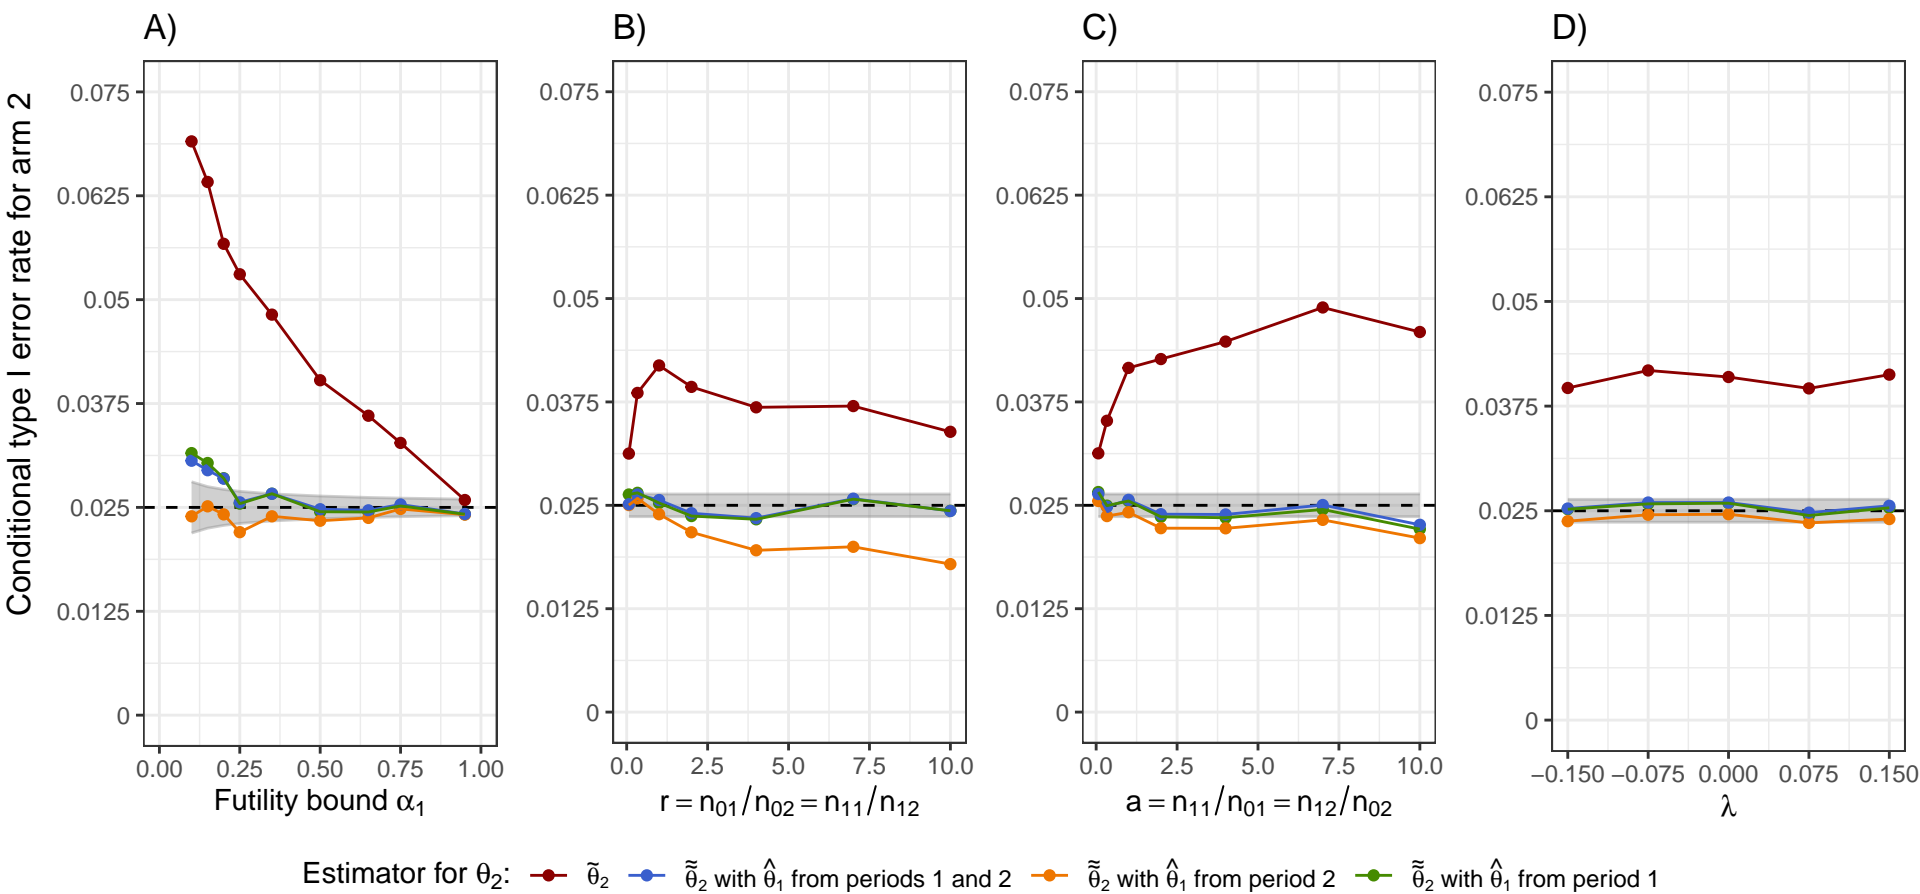 A)
B)
C)
D)
Conditional type I error rate for arm 2
0.075
0.0625
0.05
0.0375
0.025
0.0125
0
0.00 0.25 0.50 0.75 1.00
Futility bound α₁
0.075
0.0625
0.05
0.0375
0.025
0.0125
0
0.0 2.5 5.0 7.5 10.0
r = n₀₁/n₀₂ = n₁₁/n₁₂
0.075
0.0625
0.05
0.0375
0.025
0.0125
0
0.0 2.5 5.0 7.5 10.0
a = n₁₁/n₀₁ = n₁₂/n₀₂
0.075
0.0625
0.05
0.0375
0.025
0.0125
0
−0.150 −0.075 0.000 0.075 0.150
λ
Estimator for θ₂: θ̃₂ θ̃̃₂ with θ̂₁ from periods 1 and 2 θ̃̃₂ with θ̂₁ from period 2 θ̃̃₂ with θ̂₁ from period 1